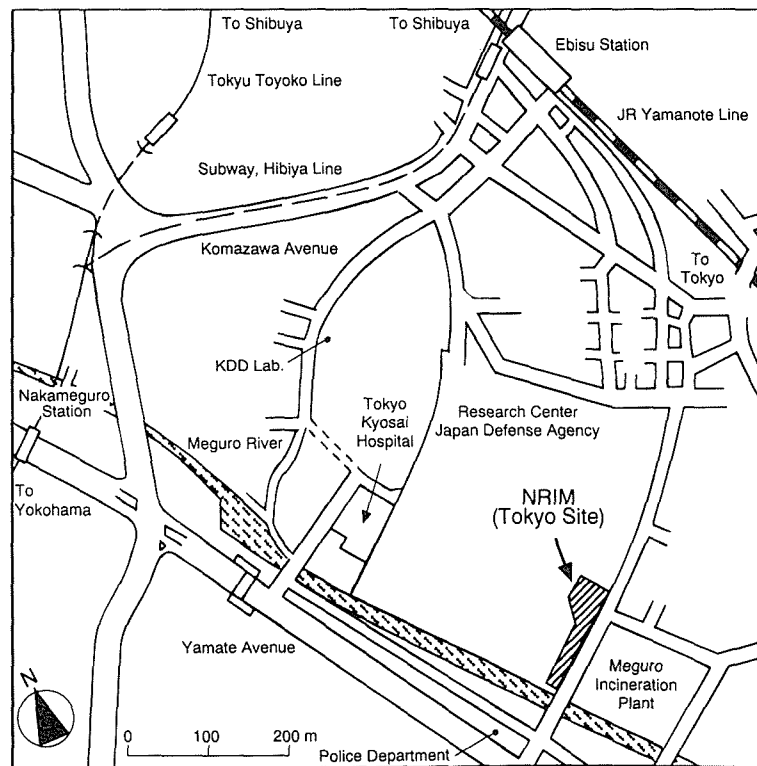 To Shibuya
To Shibuya
Ebisu Station
Tokyu Toyoko Line
JR Yamanote Line
Subway, Hibiya Line
Komazawa Avenue
To
Tokyo
KDD Lab.
Nakameguro
Station
Tokyo
Kyosai
Hospital
Research Center
Japan Defense Agency
Meguro River
To
Yokohama
NRIM
(Tokyo Site)
Yamate Avenue
Meguro
Incineration
Plant
N
0 100 200 m
Police Department